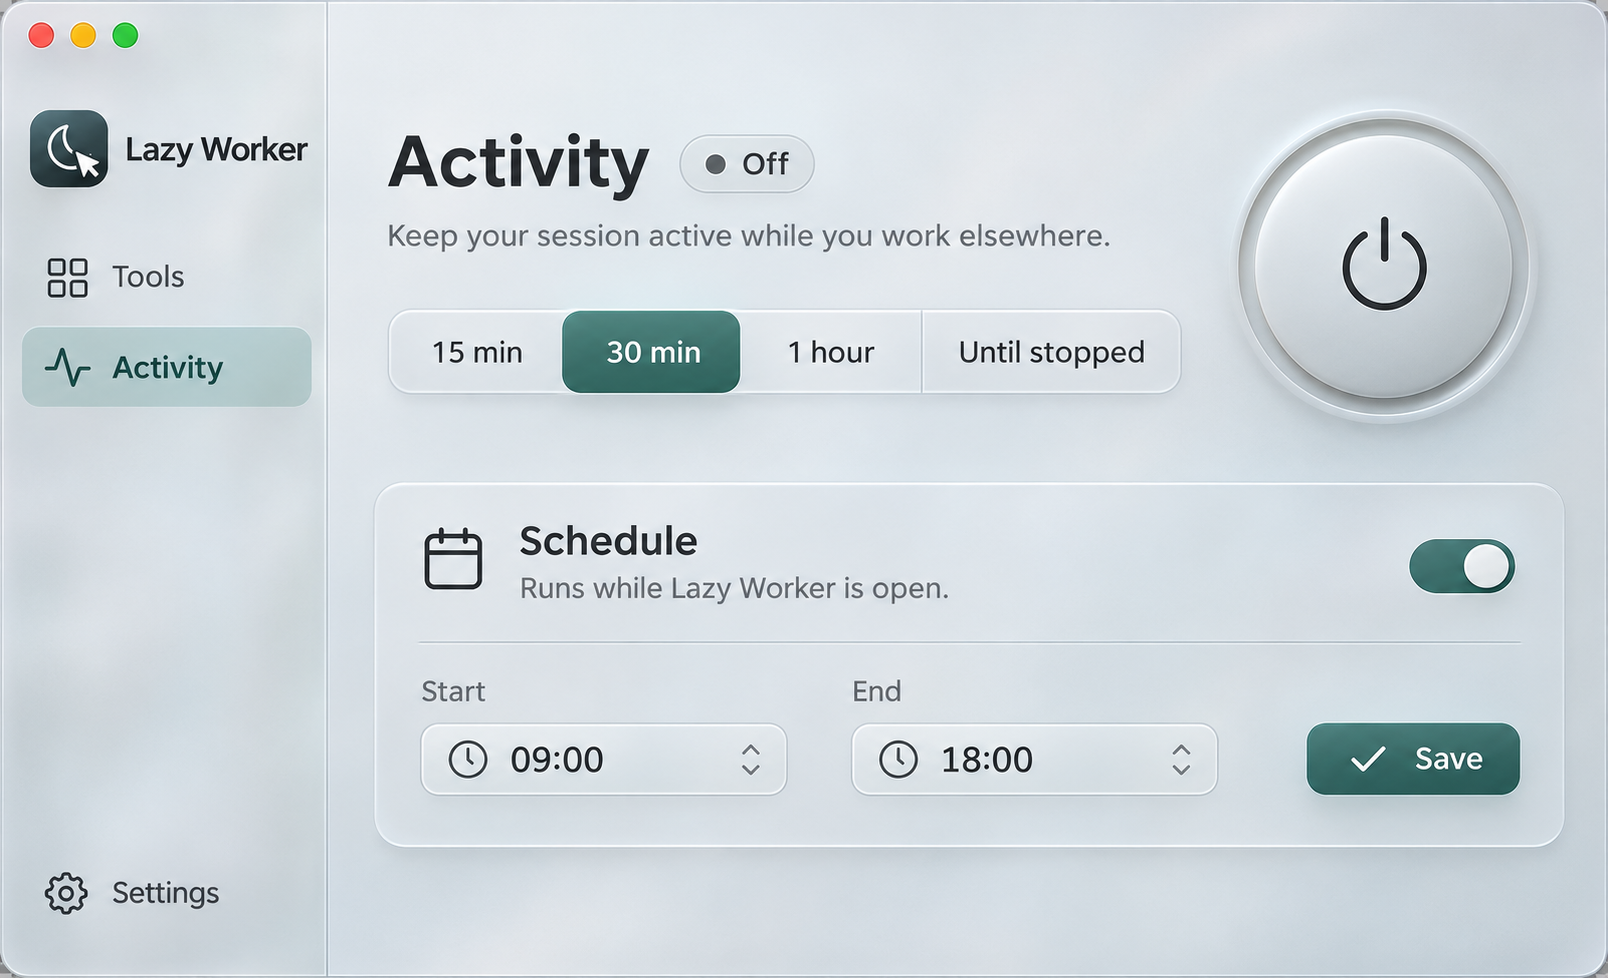 Lazy Worker
Tools
Activity
Settings
Activity
Off
Keep your session active while you work elsewhere.
15 min
30 min
1 hour
Until stopped
Schedule
Runs while Lazy Worker is open.
Start
End
09:00
18:00
Save